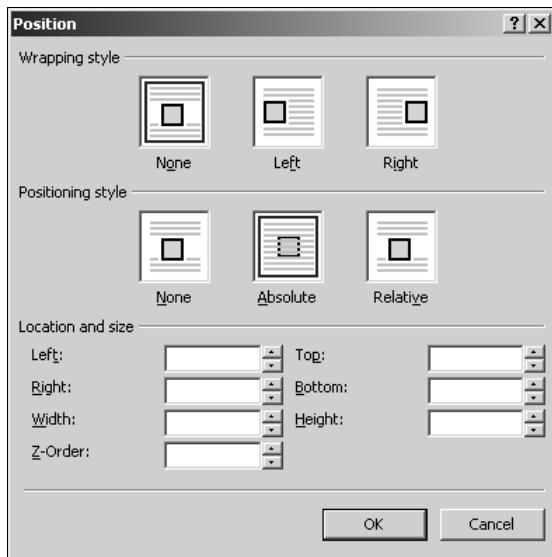 Position
Wrapping style
None Left Right
Positioning style
None Absolute Relative
Location and size
Left: Top:
Right: Bottom:
Width: Height:
Z-Order:
OK Cancel